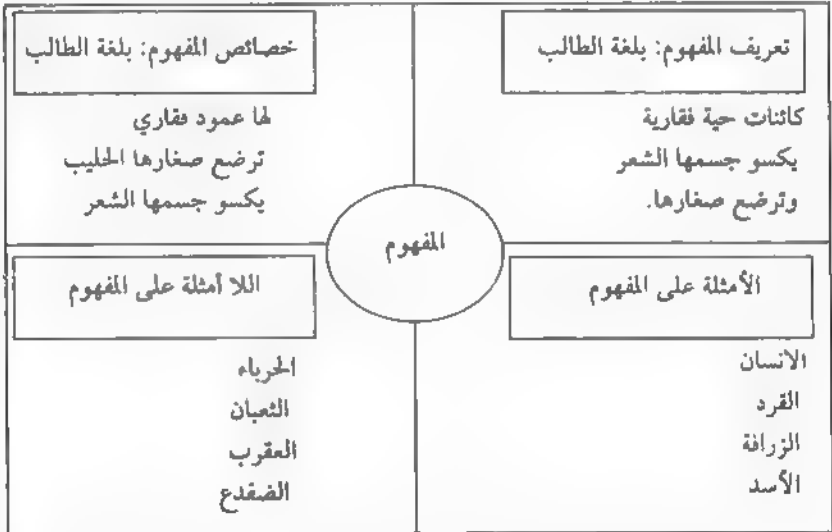 تعريف المفهوم: بلغة الطالب
كائنات حية فقارية
يكسو جسمها الشعر
وترضع صغارها.
خصائص المفهوم: بلغة الطالب
لها عمود فقاري
ترضع صغارها الحليب
يكسو جسمها الشعر
المفهوم
الأمثلة على المفهوم
الانسان
القرد
الزرافة
الأسد
اللا أمثلة على المفهوم
الحرباء
الثعبان
العقرب
الضفدع